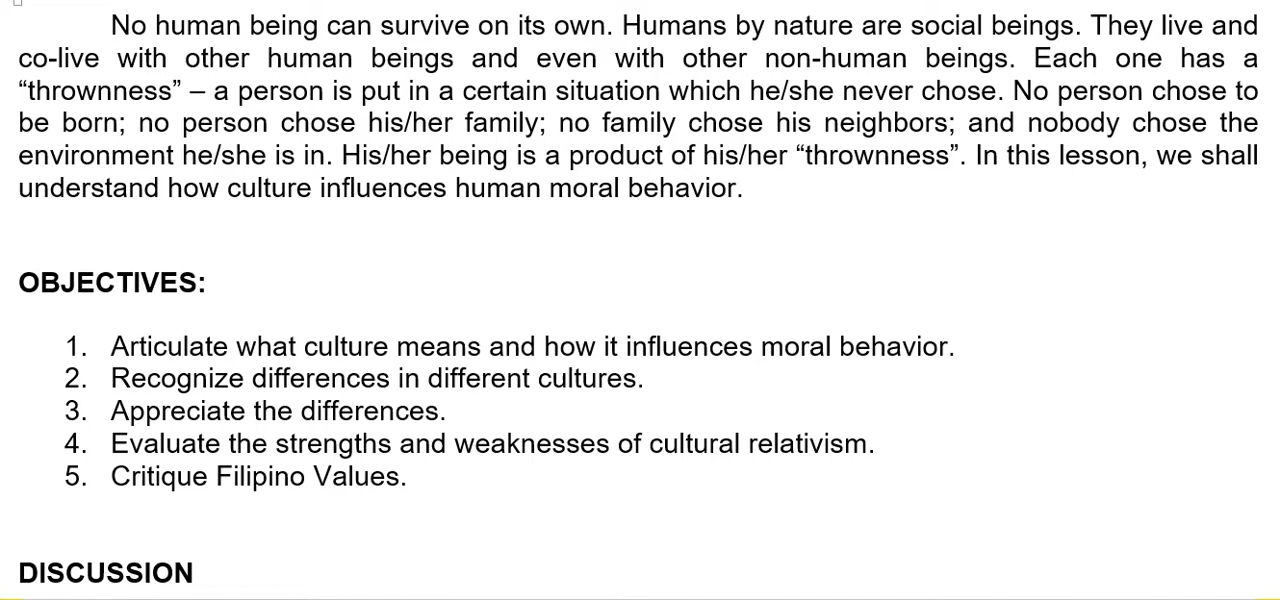 No human being can survive on its own. Humans by nature are social beings. They live and
co-live with other human beings and even with other non-human beings. Each one has a
“thrownness” – a person is put in a certain situation which he/she never chose. No person chose to
be born; no person chose his/her family; no family chose his neighbors; and nobody chose the
environment he/she is in. His/her being is a product of his/her “thrownness”. In this lesson, we shall
understand how culture influences human moral behavior.
OBJECTIVES:
1. Articulate what culture means and how it influences moral behavior.
2. Recognize differences in different cultures.
3. Appreciate the differences.
4. Evaluate the strengths and weaknesses of cultural relativism.
5. Critique Filipino Values.
DISCUSSION